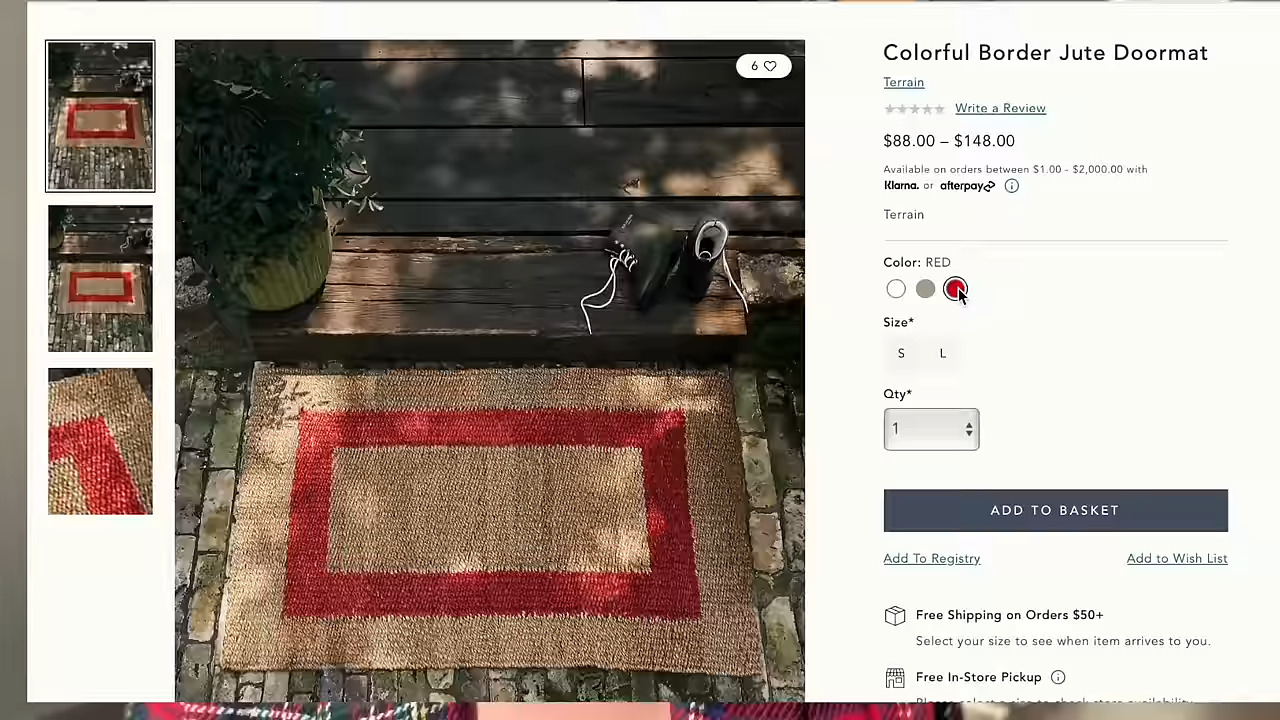 6
Colorful Border Jute Doormat
Terrain
Write a Review
$88.00 – $148.00
Available on orders between $1.00 - $2,000.00 with
Klarna. or afterpay
Terrain
Color: RED
Size*
S L
Qty*
1
ADD TO BASKET
Add To Registry Add to Wish List
Free Shipping on Orders $50+
Select your size to see when item arrives to you.
Free In-Store Pickup